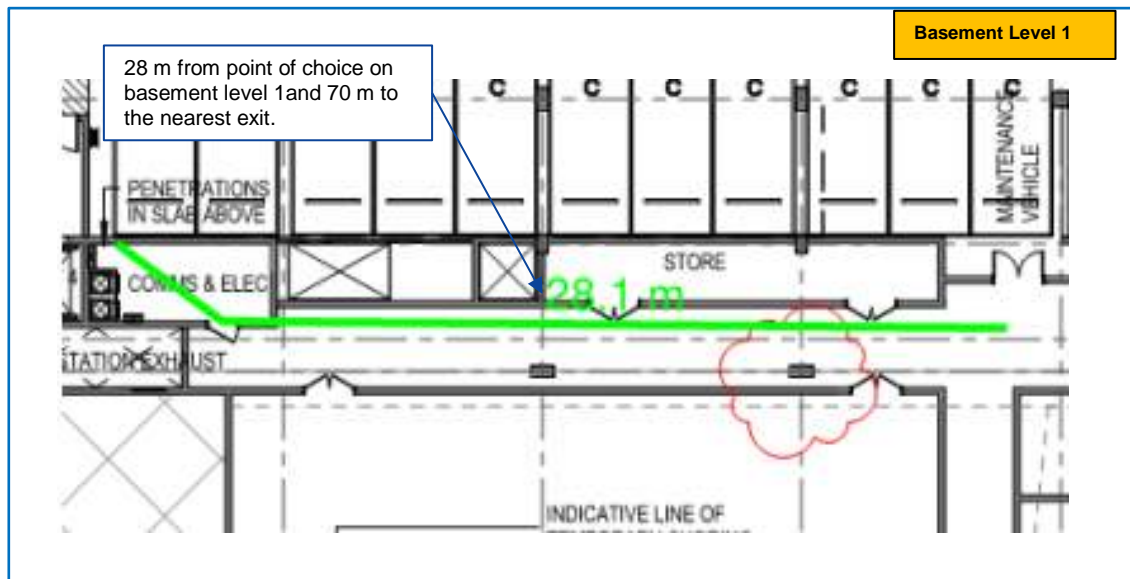 Basement Level 1
28 m from point of choice on
basement level 1and 70 m to
the nearest exit.
C C C C C C C
MAINTENANCE
VEHICLE
PENETRATIONS
IN SLAB ABOVE
STORE
COMMS & ELEC
28.1 m
STATION EXHAUST
INDICATIVE LINE OF